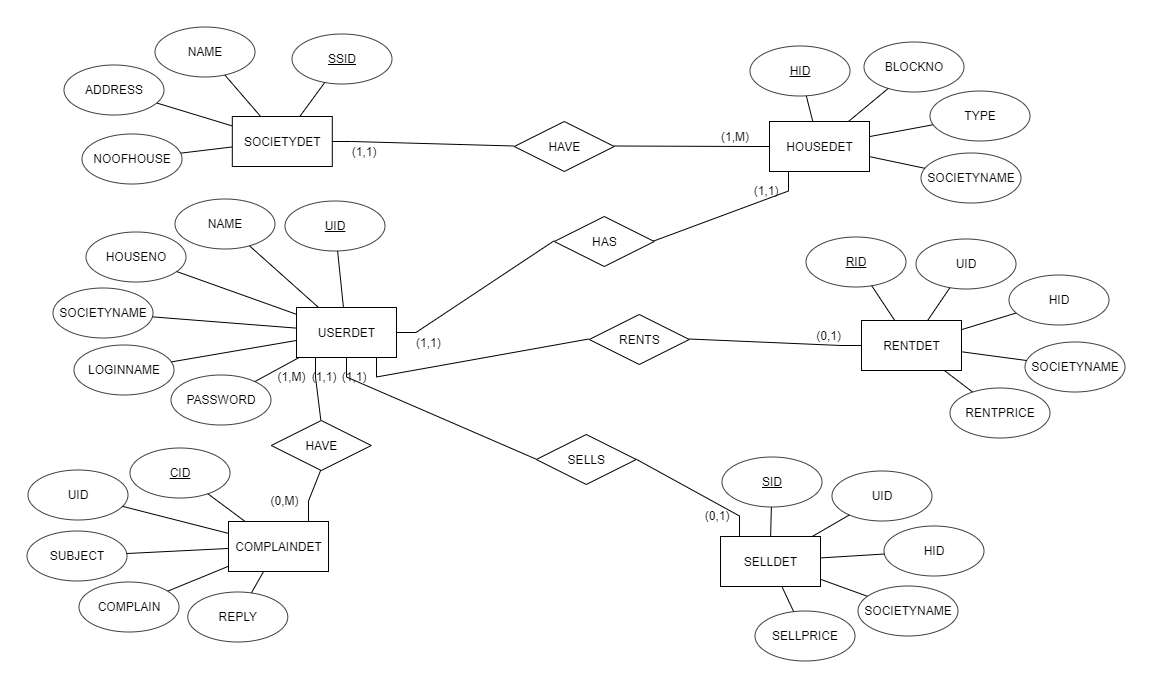 NAME
SSID
ADDRESS
NOOFHOUSE
SOCIETYDET
(1,1)
HAVE
(1,M)
HID
BLOCKNO
TYPE
HOUSEDET
SOCIETYNAME
(1,1)
HAS
NAME
UID
HOUSENO
SOCIETYNAME
LOGINNAME
PASSWORD
USERDET
(1,1)
(1,M)
(1,1)
(1,1)
RENTS
(0,1)
RID
UID
HID
RENTDET
SOCIETYNAME
RENTPRICE
HAVE
(0,M)
SELLS
(0,1)
CID
UID
SUBJECT
COMPLAINDET
COMPLAIN
REPLY
SID
UID
HID
SELLDET
SOCIETYNAME
SELLPRICE